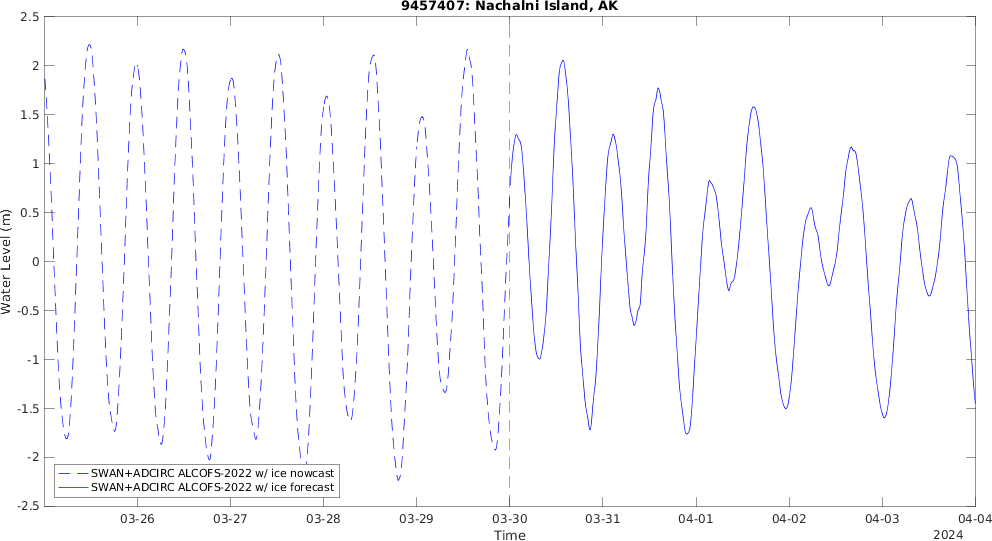 9457407: Nachalni Island, AK
2.5
2
1.5
1
0.5
0
-0.5
-1
-1.5
-2
-2.5
Water Level (m)
SWAN+ADCIRC ALCOFS-2022 w/ ice nowcast
SWAN+ADCIRC ALCOFS-2022 w/ ice forecast
03-26 03-27 03-28 03-29 03-30 03-31 04-01 04-02 04-03 04-04
Time
2024